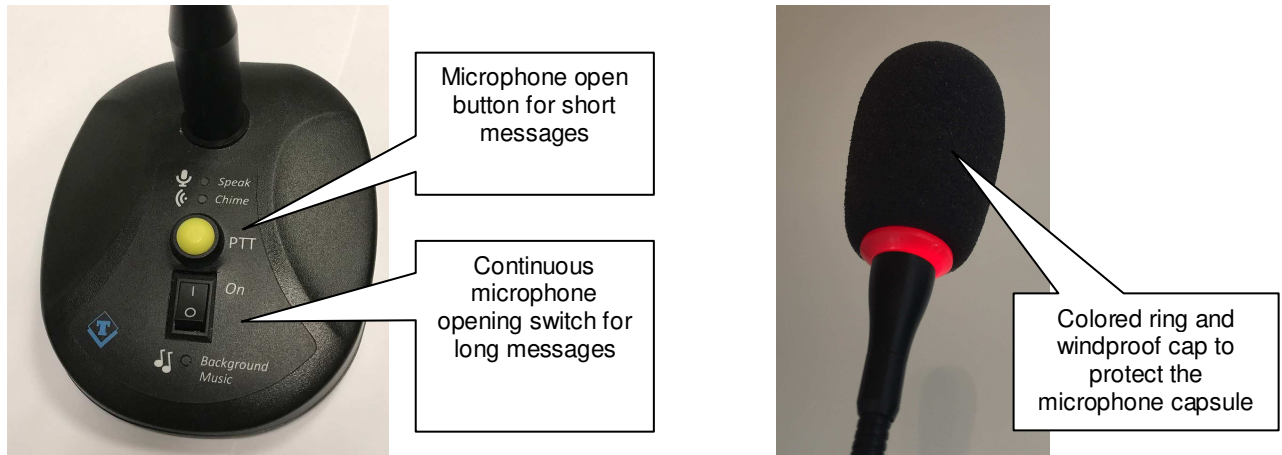 Microphone open
button for short
messages
Speak
Chime
PTT
On
I
O
T
Background
Music
Continuous
microphone
opening switch for
long messages
Colored ring and
windproof cap to
protect the
microphone capsule